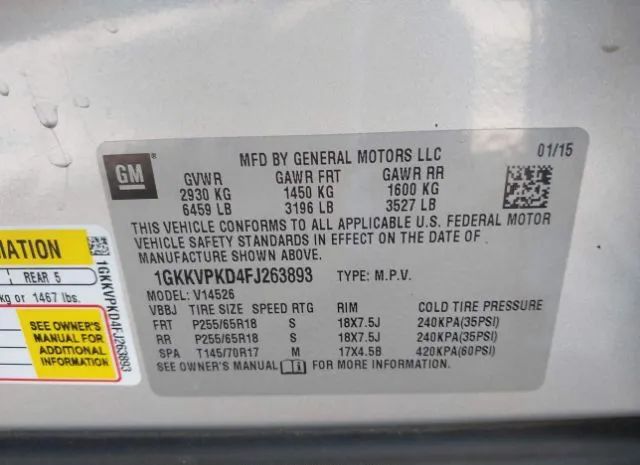 GM ®
MFD BY GENERAL MOTORS LLC 01/15
GVWR GAWR FRT GAWR RR
2930 KG 1450 KG 1600 KG
6459 LB 3196 LB 3527 LB
THIS VEHICLE CONFORMS TO ALL APPLICABLE U.S. FEDERAL MOTOR
VEHICLE SAFETY STANDARDS IN EFFECT ON THE DATE OF
MANUFACTURE SHOWN ABOVE.
1GKKVPKD4FJ263893 TYPE: M.P.V.
MODEL: V14526
VBBJ TIRE SIZE SPEED RTG RIM COLD TIRE PRESSURE
FRT P255/65R18 S 18X7.5J 240KPA(35PSI)
RR P255/65R18 S 18X7.5J 240KPA(35PSI)
SPA T145/70R17 M 17X4.5B 420KPA(60PSI)
SEE OWNER'S MANUAL FOR MORE INFORMATION.
REAR 5
kg or 1467 lbs.
SEE OWNER'S
MANUAL FOR
ADDITIONAL
INFORMATION
1GKKVPKD4FJ263893